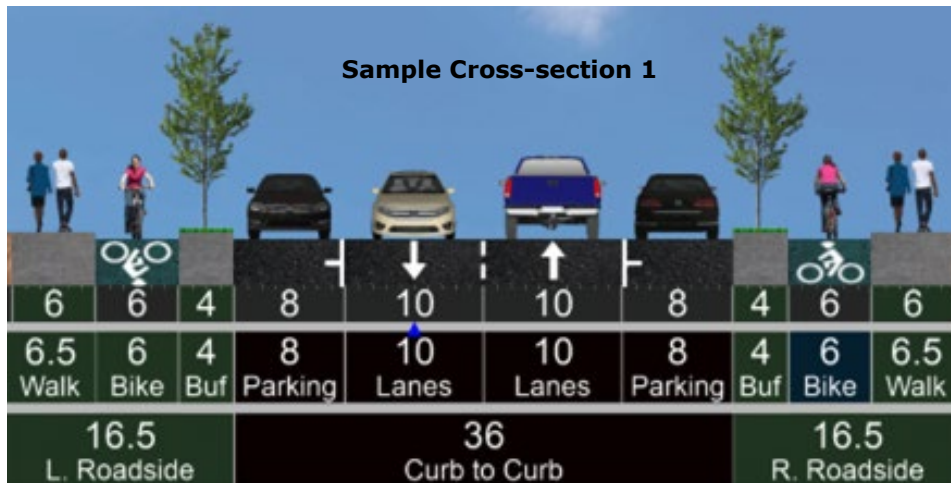 Sample Cross-section 1
6 6 4 8 10 10 8 4 6 6
6.5 6 4 8 10 10 8 4 6 6.5
Walk Bike Buf Parking Lanes Lanes Parking Buf Bike Walk
16.5 36 16.5
L. Roadside Curb to Curb R. Roadside